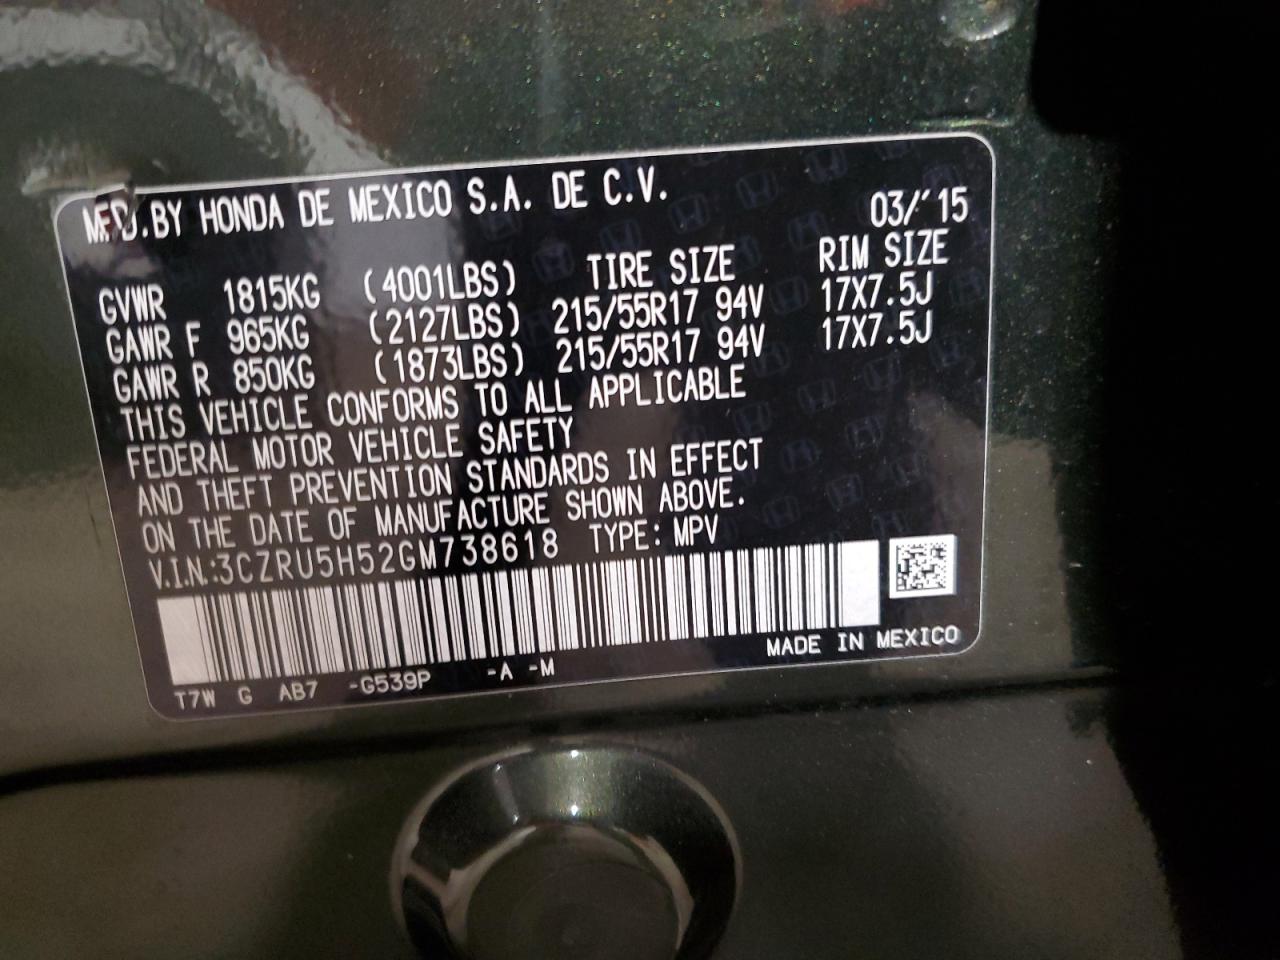 MFD. BY HONDA DE MEXICO S.A. DE C.V.
03/'15
GVWR 1815KG (4001LBS) TIRE SIZE RIM SIZE
GAWR F 965KG (2127LBS) 215/55R17 94V 17X7.5J
GAWR R 850KG (1873LBS) 215/55R17 94V 17X7.5J
THIS VEHICLE CONFORMS TO ALL APPLICABLE
FEDERAL MOTOR VEHICLE SAFETY
AND THEFT PREVENTION STANDARDS IN EFFECT
ON THE DATE OF MANUFACTURE SHOWN ABOVE.
V.I.N.:3CZRU5H52GM738618 TYPE: MPV
MADE IN MEXICO
T7W G AB7 -G539P -A -M